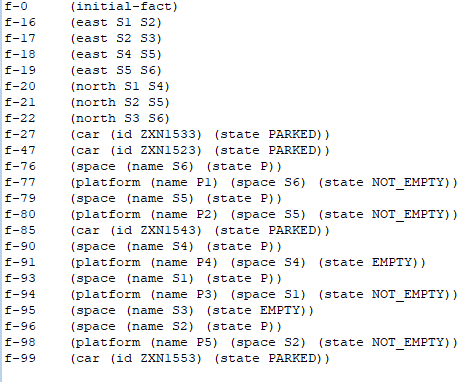 f-0 (initial-fact)
f-16 (east S1 S2)
f-17 (east S2 S3)
f-18 (east S4 S5)
f-19 (east S5 S6)
f-20 (north S1 S4)
f-21 (north S2 S5)
f-22 (north S3 S6)
f-27 (car (id ZXN1533) (state PARKED))
f-47 (car (id ZXN1523) (state PARKED))
f-76 (space (name S6) (state P))
f-77 (platform (name P1) (space S6) (state NOT_EMPTY))
f-79 (space (name S5) (state P))
f-80 (platform (name P2) (space S5) (state NOT_EMPTY))
f-85 (car (id ZXN1543) (state PARKED))
f-90 (space (name S4) (state P))
f-91 (platform (name P4) (space S4) (state EMPTY))
f-93 (space (name S1) (state P))
f-94 (platform (name P3) (space S1) (state NOT_EMPTY))
f-95 (space (name S3) (state EMPTY))
f-96 (space (name S2) (state P))
f-98 (platform (name P5) (space S2) (state NOT_EMPTY))
f-99 (car (id ZXN1553) (state PARKED))